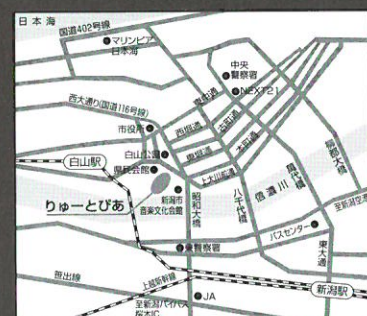 日本海
国道402号線
マリンピア
日本海
中央
警察署
NEXT21
西大通り(国道116号線)
市役所
西堀通
古町通
本町通
東堀通
上大川前通
白山公園
県民会館
白山駅
りゅーとぴあ
新潟市
音楽文化会館
昭和大橋
八千代橋
信濃川
萬代橋
柳都大橋
至新潟空港
バスセンター
東大通
東警察署
笹出線
上越新幹線
至新潟バイパス
桜木IC
JA
新潟駅